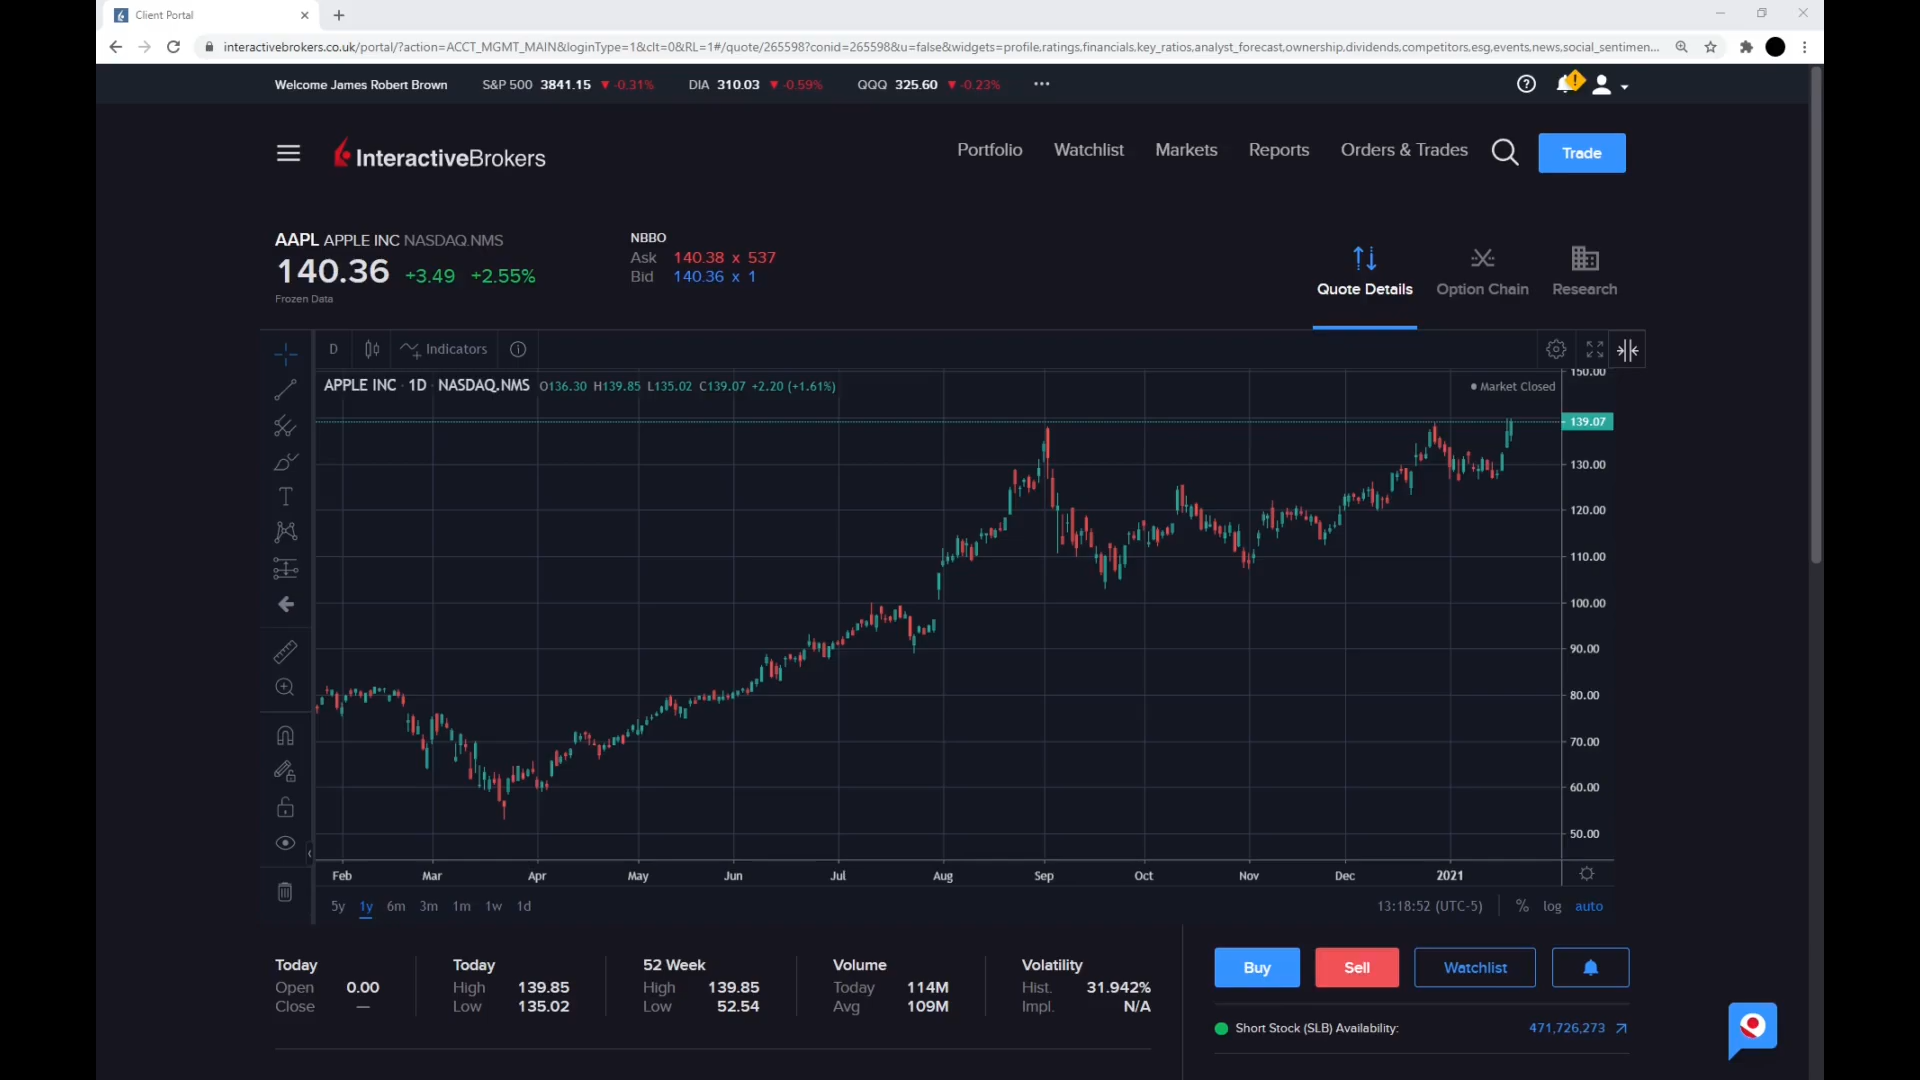 Client Portal
interactivebrokers.co.uk/portal/?action=ACCT_MGMT_MAIN&loginType=1&clt=0&RL=1#/quote/265598?conid=265598&u=false&widgets=profile,ratings,financials,key_ratios,analyst_forecast,ownership,dividends,competitors,esg,events,news,social_sentimen...
Welcome James Robert Brown S&P 500 3841.15 ▼ -0.31% DIA 310.03 ▼ -0.59% QQQ 325.60 ▼ -0.23% •••
InteractiveBrokers Portfolio Watchlist Markets Reports Orders & Trades Trade
AAPL APPLE INC NASDAQ.NMS
140.36 +3.49 +2.55%
Frozen Data
NBBO
Ask 140.38 x 537
Bid 140.36 x 1
Quote Details Option Chain Research
D Indicators
APPLE INC · 1D · NASDAQ.NMS O136.30 H139.85 L135.02 C139.07 +2.20 (+1.61%)
Market Closed
150.00
139.07
130.00
120.00
110.00
100.00
90.00
80.00
70.00
60.00
50.00
Feb Mar Apr May Jun Jul Aug Sep Oct Nov Dec 2021
5y 1y 6m 3m 1m 1w 1d 13:18:52 (UTC-5) % log auto
Today
Open 0.00
Close —
Today
High 139.85
Low 135.02
52 Week
High 139.85
Low 52.54
Volume
Today 114M
Avg 109M
Volatility
Hist. 31.942%
Impl. N/A
Buy Sell Watchlist
Short Stock (SLB) Availability: 471,726,273